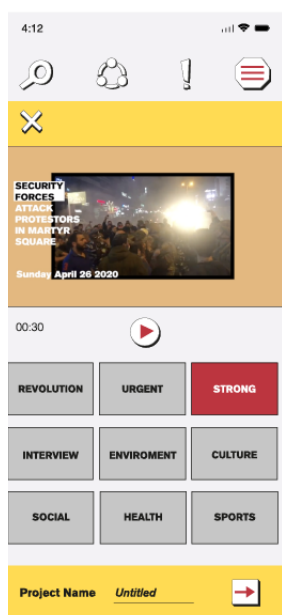 4:12
SECURITY
FORCES
ATTACK
PROTESTORS
IN MARTYR
SQUARE
Sunday April 26 2020
00:30
REVOLUTION
URGENT
STRONG
INTERVIEW
ENVIROMENT
CULTURE
SOCIAL
HEALTH
SPORTS
Project Name Untitled